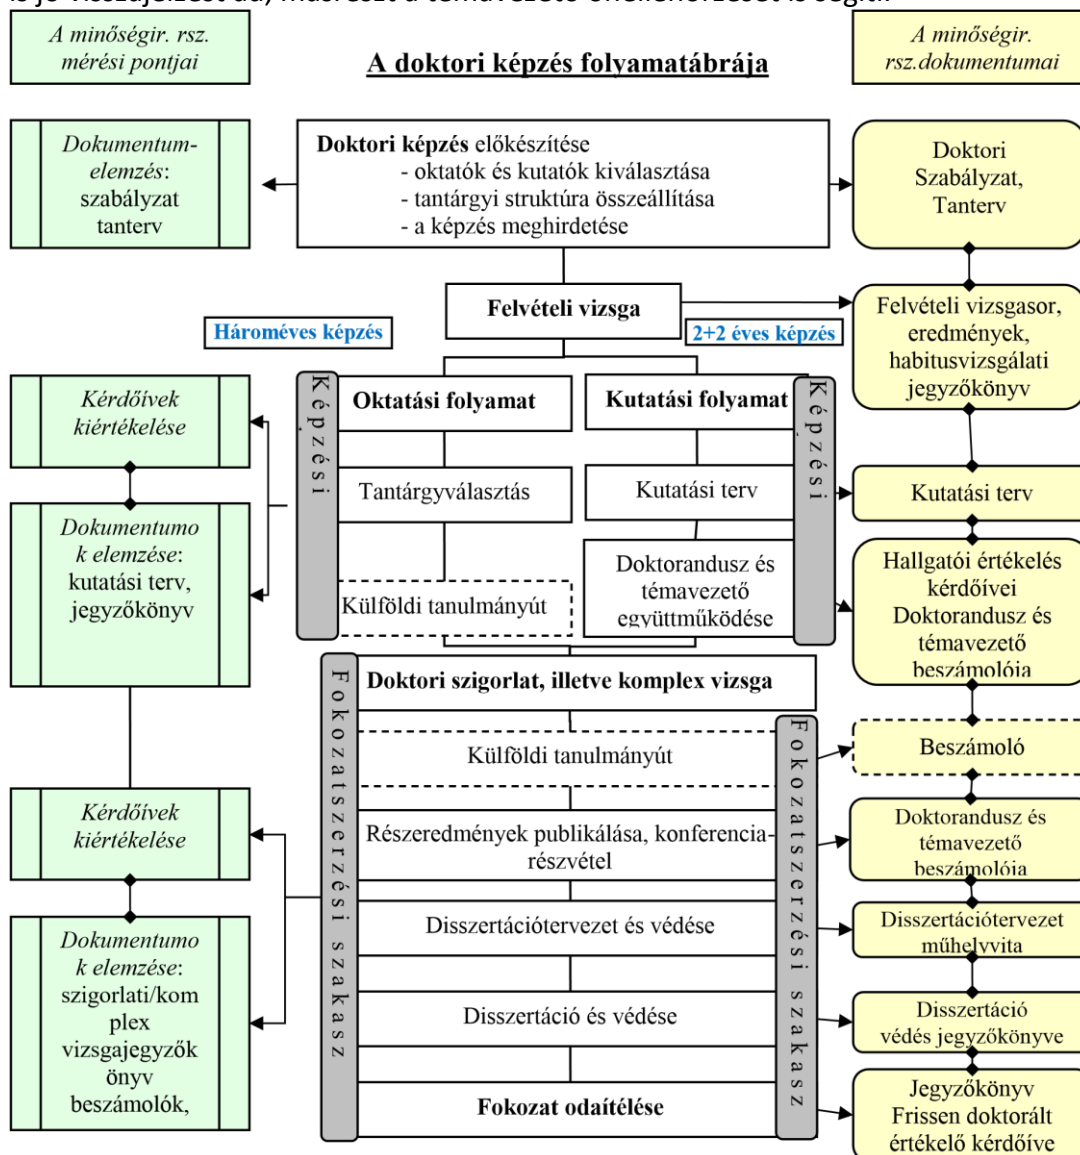 A minőségir. rsz.
mérési pontjai
A doktori képzés folyamatábrája
A minőségir.
rsz.dokumentumai
Dokumentum-
elemzés:
szabályzat
tanterv
Doktori képzés előkészítése
- oktatók és kutatók kiválasztása
- tantárgyi struktúra összeállítása
- a képzés meghirdetése
Doktori
Szabályzat,
Tanterv
Felvételi vizsga
Hároméves képzés
2+2 éves képzés
Felvételi vizsgasor,
eredmények,
habitusvizsgálati
jegyzőkönyv
Kérdőívek
kiértékelése
Képzési
Oktatási folyamat
Kutatási folyamat
Képzési
Tantárgyválasztás
Kutatási terv
Kutatási terv
Dokumentumo
k elemzése:
kutatási terv,
jegyzőkönyv
Külföldi tanulmányút
Doktorandusz és
témavezető
együttműködése
Hallgatói értékelés
kérdőívei
Doktorandusz és
témavezető
beszámolója
Fokozatszerzési szakasz
Doktori szigorlat, illetve komplex vizsga
Fokozatszerzési szakasz
Külföldi tanulmányút
Beszámoló
Kérdőívek
kiértékelése
Részeredmények publikálása, konferencia-
részvétel
Doktorandusz és
témavezető
beszámolója
Disszertációtervezet és védése
Disszertációtervezet
műhelyvita
Dokumentumo
k elemzése:
szigorlati/kom
plex
vizsgajegyzők
önyv
beszámolók,
Disszertáció és védése
Disszertáció
védés jegyzőkönyve
Fokozat odaítélése
Jegyzőkönyv
Frissen doktorált
értékelő kérdőíve